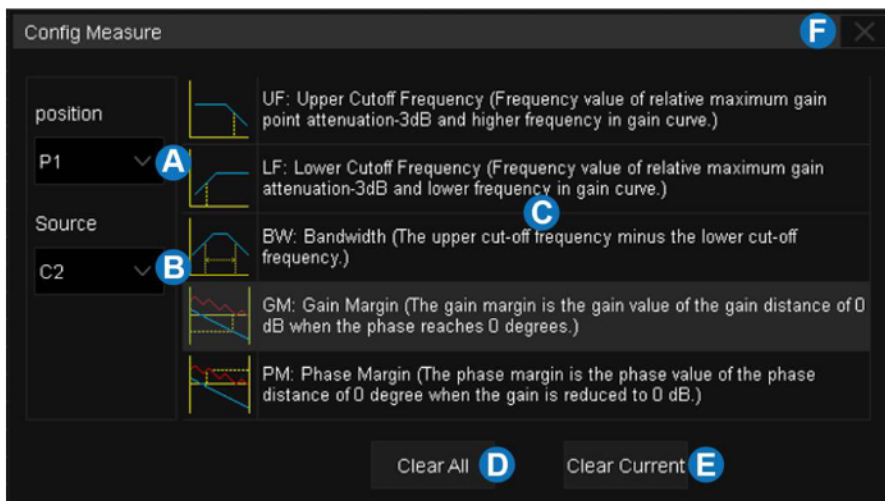 Config Measure
F
position
P1
A
Source
C2
B
UF: Upper Cutoff Frequency (Frequency value of relative maximum gain
point attenuation-3dB and higher frequency in gain curve.)
LF: Lower Cutoff Frequency (Frequency value of relative maximum gain
attenuation-3dB and lower frequency in gain curve.)
C
BW: Bandwidth (The upper cut-off frequency minus the lower cut-off
frequency.)
GM: Gain Margin (The gain margin is the gain value of the gain distance of 0
dB when the phase reaches 0 degrees.)
PM: Phase Margin (The phase margin is the phase value of the phase
distance of 0 degree when the gain is reduced to 0 dB.)
Clear All
D
Clear Current
E